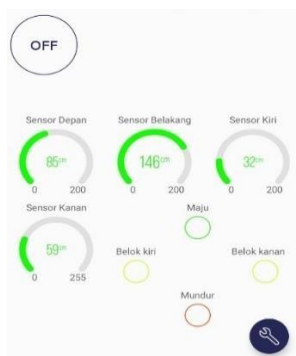 OFF
Sensor Depan Sensor Belakang Sensor Kiri
85cm 146cm 32cm
0 200 0 200 0 200
Sensor Kanan Maju
59cm
Belok kiri Belok kanan
0 255
Mundur